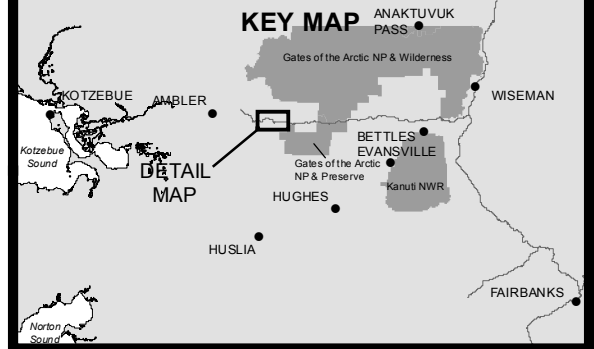 KEY MAP
ANAKTUVUK
PASS
Gates of the Arctic NP & Wilderness
KOTZEBUE
AMBLER
WISEMAN
Kotzebue
Sound
BETTLES
EVANSVILLE
DETAIL
MAP
Gates of the Arctic
NP & Preserve
Kanuti NWR
HUGHES
HUSLIA
FAIRBANKS
Norton
Sound